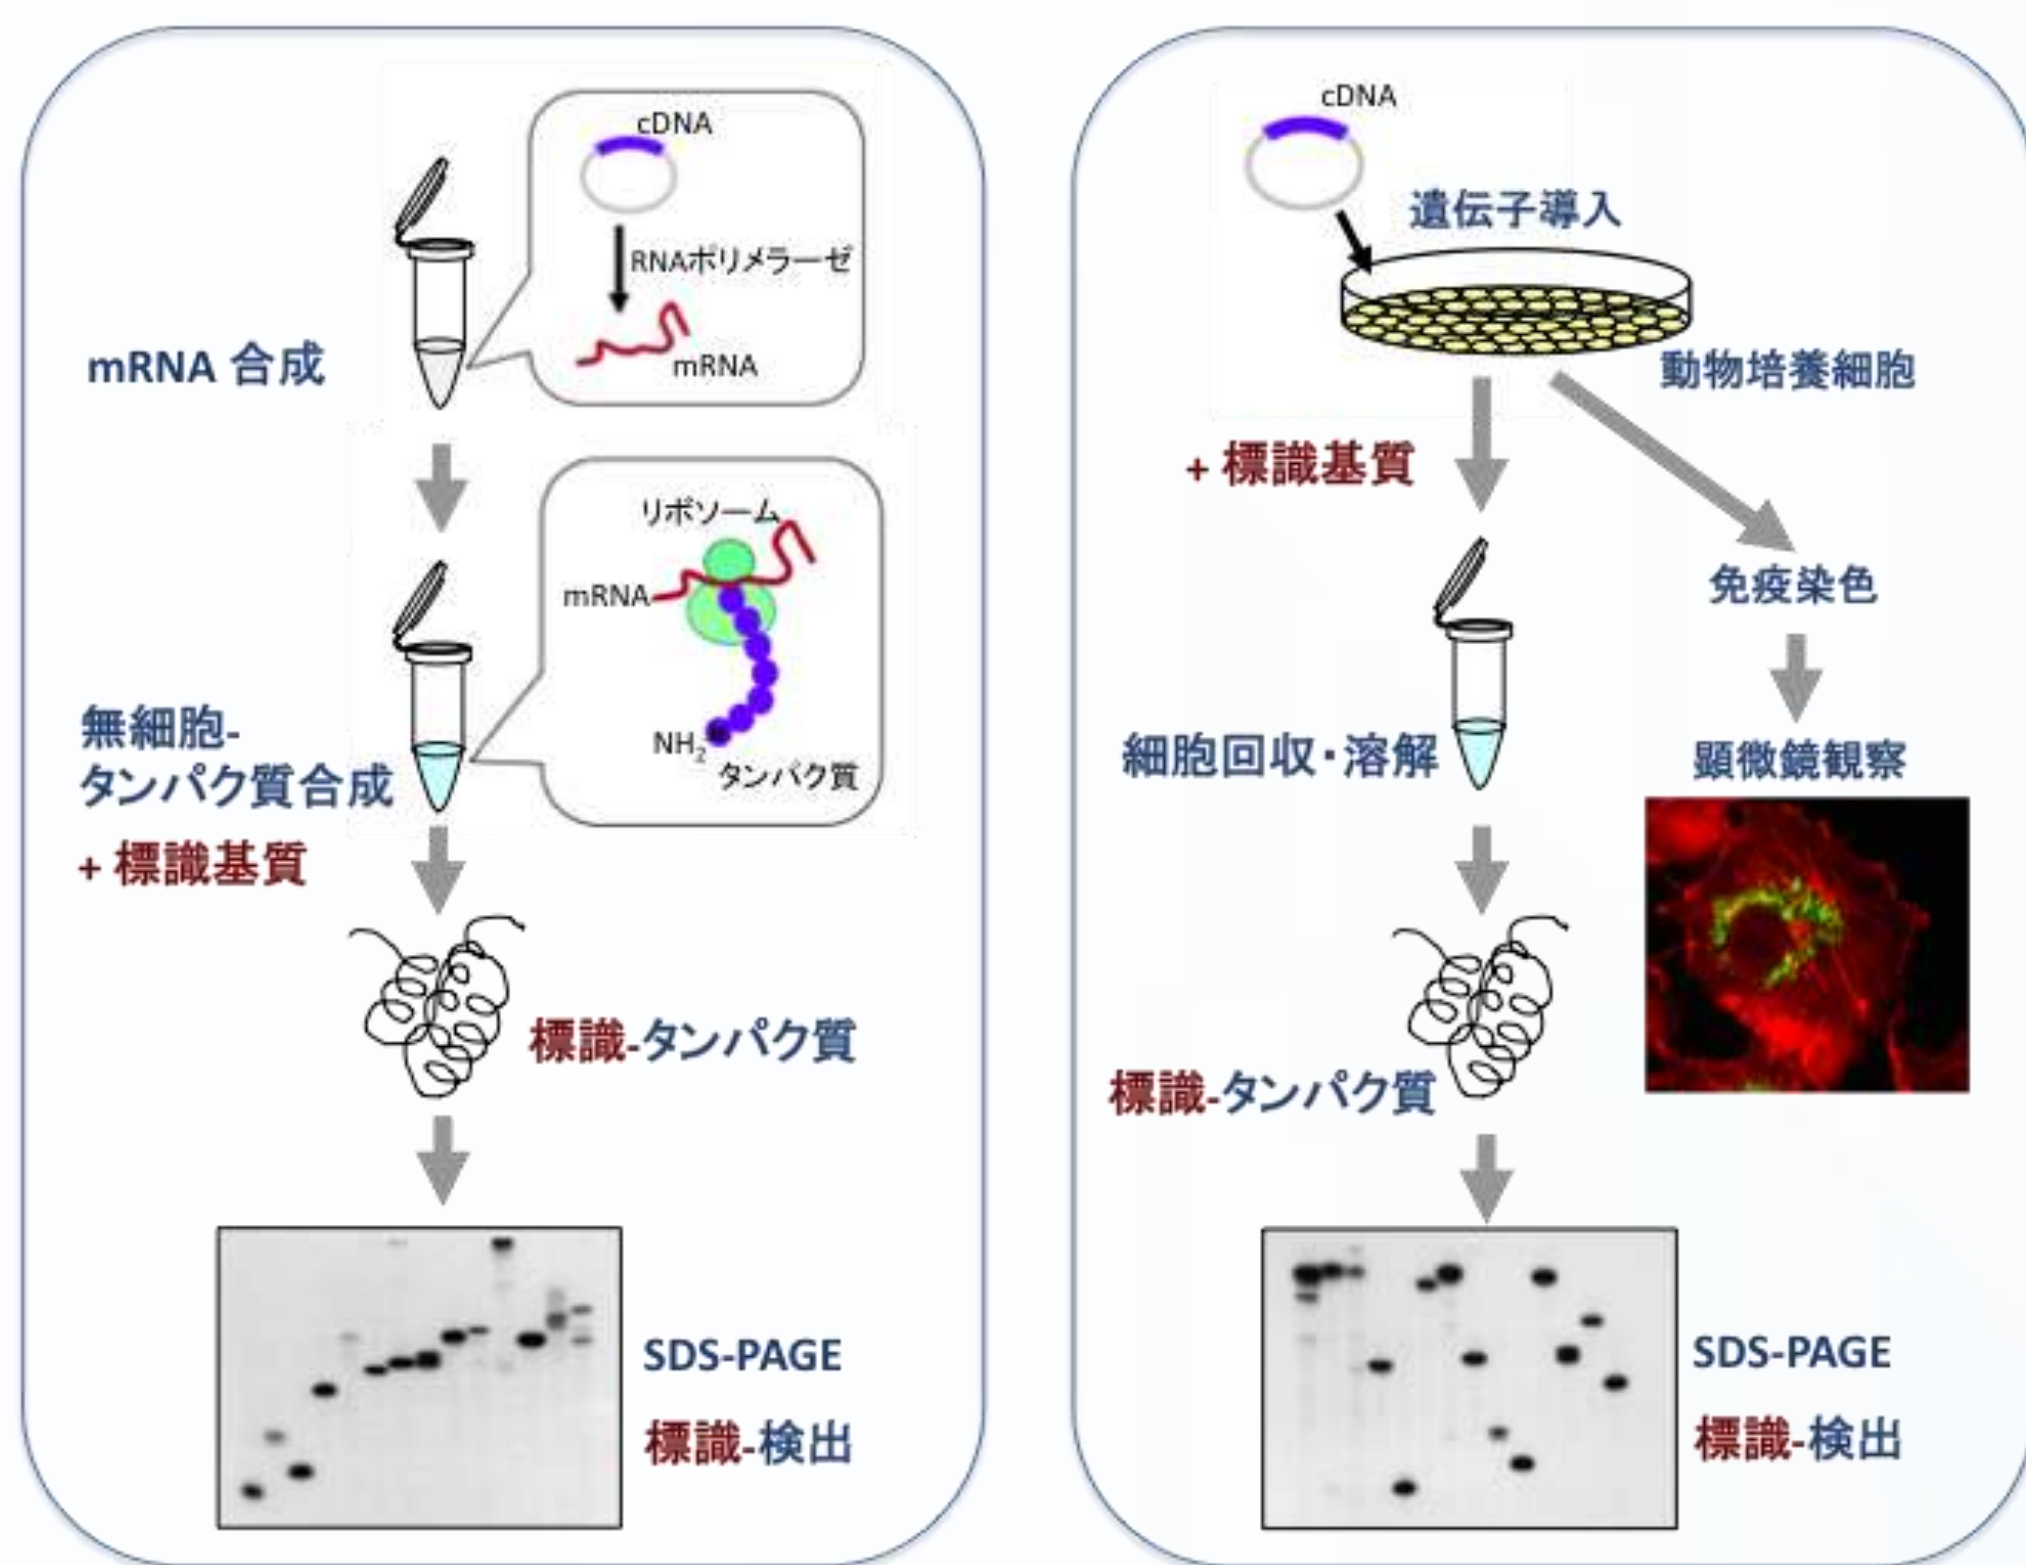 cDNA
RNAポリメラーゼ
mRNA
mRNA 合成
リボソーム
mRNA
NH2
タンパク質
無細胞-
タンパク質合成
+ 標識基質
標識-タンパク質
SDS-PAGE
標識-検出
cDNA
遺伝子導入
動物培養細胞
+ 標識基質
免疫染色
細胞回収・溶解
顕微鏡観察
標識-タンパク質
SDS-PAGE
標識-検出